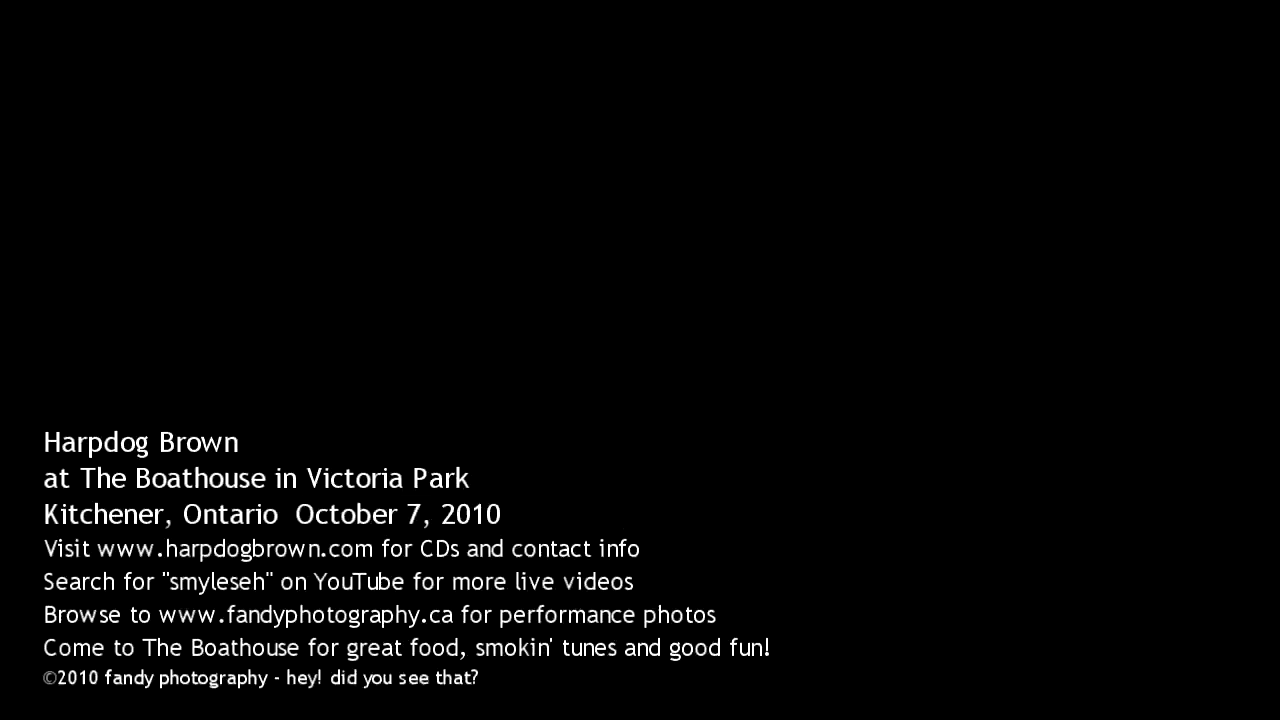 Harpdog Brown
at The Boathouse in Victoria Park
Kitchener, Ontario  October 7, 2010
Visit www.harpdogbrown.com for CDs and contact info
Search for "smyleseh" on YouTube for more live videos
Browse to www.fandyphotography.ca for performance photos
Come to The Boathouse for great food, smokin' tunes and good fun!
©2010 fandy photography - hey! did you see that?